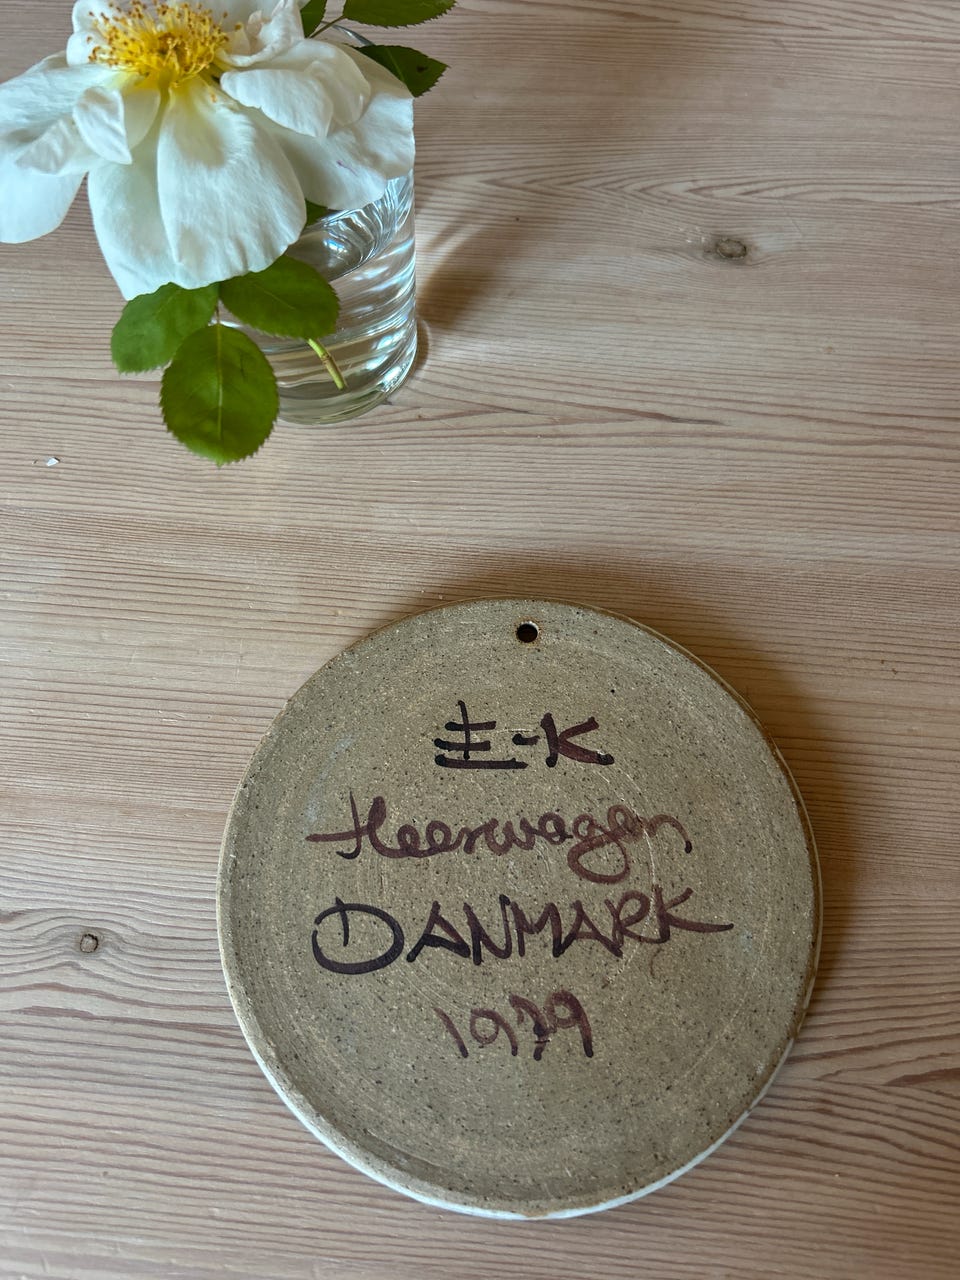 E-K
Heerwagen
DANMARK
1979